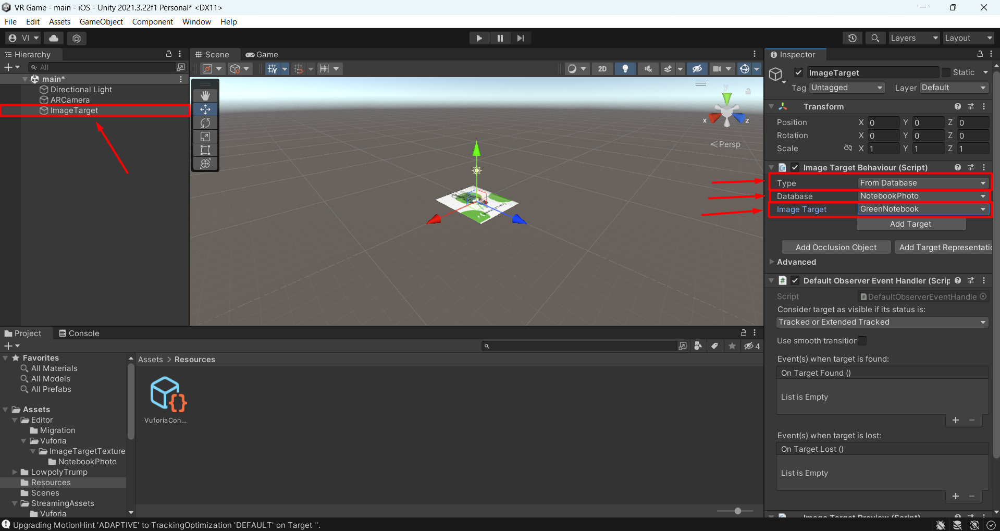 VR Game - main - iOS - Unity 2021.3.22f1 Personal* <DX11>
File Edit Assets GameObject Component Window Help
VI
Layers
Layout
Hierarchy
All
main*
Directional Light
ARCamera
ImageTarget
Scene
Game
2D
y
x
z
Persp
Inspector
ImageTarget
Static
Tag Untagged
Layer Default
Transform
Position X 0 Y 0 Z 0
Rotation X 0 Y 0 Z 0
Scale X 1 Y 1 Z 1
Image Target Behaviour (Script)
Type From Database
Database NotebookPhoto
Image Target GreenNotebook
Add Target
Add Occlusion Object
Add Target Representatio
Advanced
Default Observer Event Handler (Scrip
Script DefaultObserverEventHandle
Consider target as visible if its status is:
Tracked or Extended Tracked
Use smooth transition
Event(s) when target is found:
On Target Found ()
List is Empty
Event(s) when target is lost:
On Target Lost ()
List is Empty
Image Target Preview (Script)
Project
Console
4
Favorites
All Materials
All Models
All Prefabs
Assets
Editor
Migration
Vuforia
ImageTargetTexture
NotebookPhoto
LowpolyTrump
Resources
Scenes
StreamingAssets
Vuforia
Assets > Resources
VuforiaCon...
Upgrading MotionHint 'ADAPTIVE' to TrackingOptimization 'DEFAULT' on Target ''.